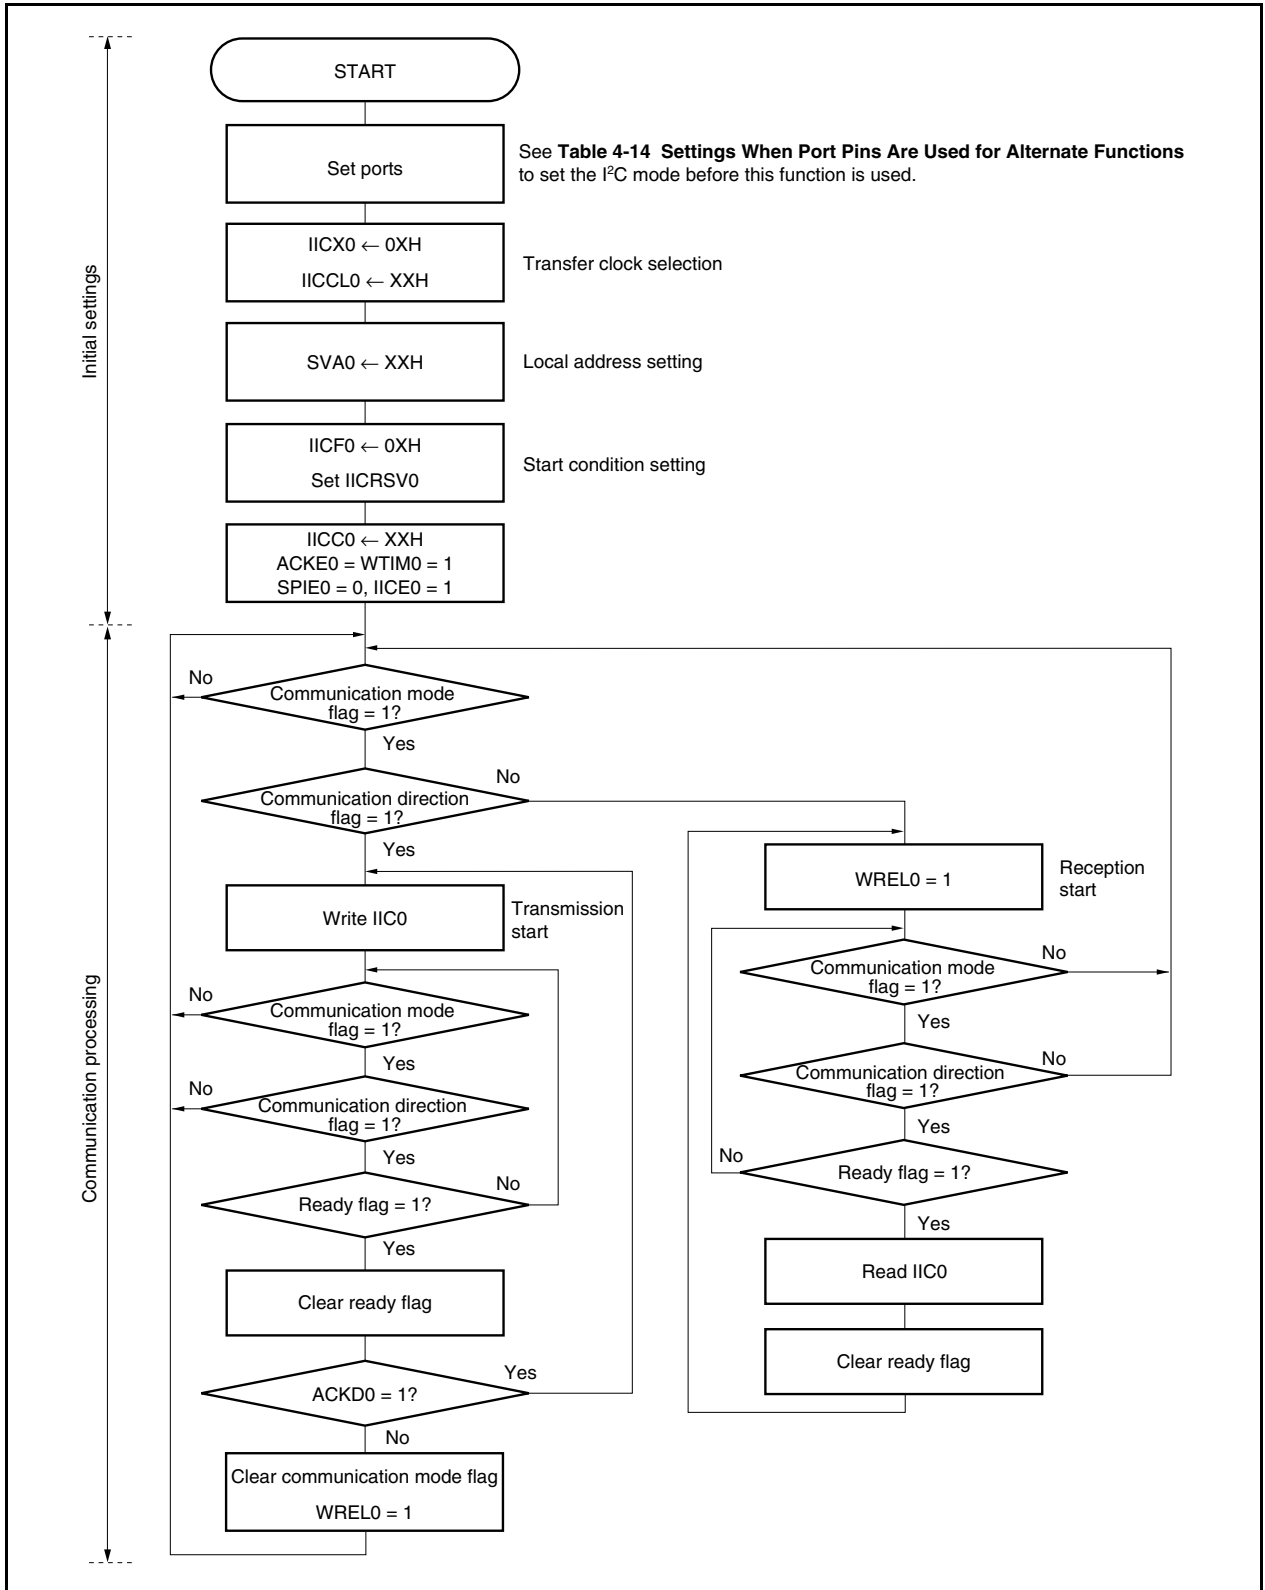 START
Set ports
See Table 4-14 Settings When Port Pins Are Used for Alternate Functions
to set the I²C mode before this function is used.
IICX0 ← 0XH
IICCL0 ← XXH
Transfer clock selection
SVA0 ← XXH
Local address setting
IICF0 ← 0XH
Set IICRSV0
Start condition setting
IICC0 ← XXH
ACKE0 = WTIM0 = 1
SPIE0 = 0, IICE0 = 1
Initial settings
No
Communication mode
flag = 1?
Yes
No
Communication direction
flag = 1?
Yes
Write IIC0
Transmission
start
No
Communication mode
flag = 1?
Yes
No
Communication direction
flag = 1?
Yes
No
Ready flag = 1?
Yes
Clear ready flag
Yes
ACKD0 = 1?
No
Clear communication mode flag
WREL0 = 1
WREL0 = 1
Reception
start
No
Communication mode
flag = 1?
Yes
No
Communication direction
flag = 1?
Yes
No
Ready flag = 1?
Yes
Read IIC0
Clear ready flag
Communication processing